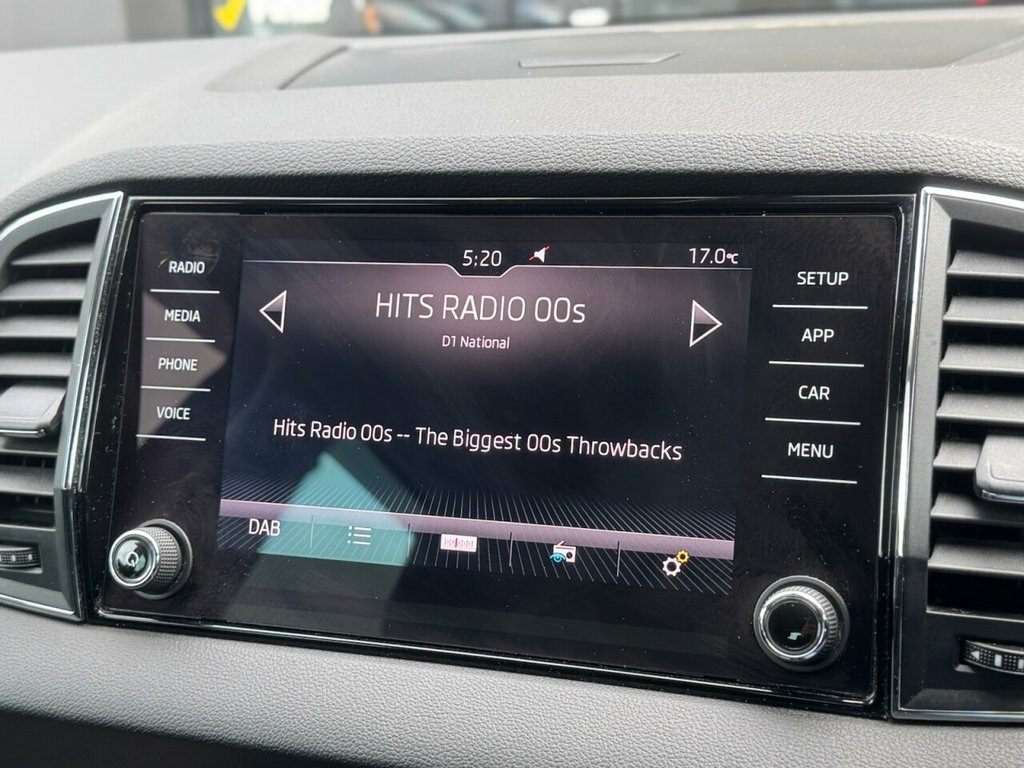 RADIO
MEDIA
PHONE
VOICE
5:20
17.0°C
HITS RADIO 00s
D1 National
Hits Radio 00s -- The Biggest 00s Throwbacks
DAB
SETUP
APP
CAR
MENU